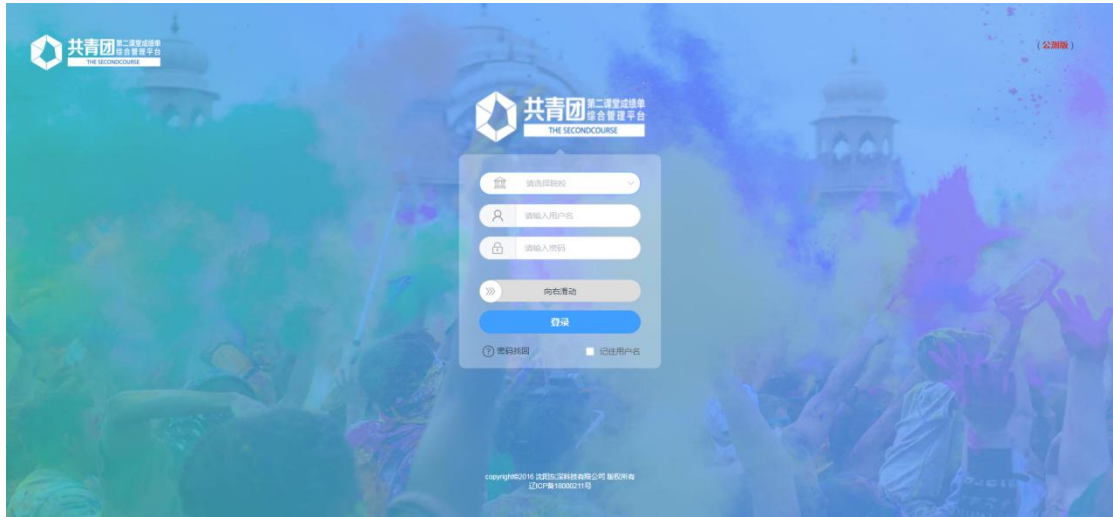 共青团 第二课堂成绩单
综合管理平台
THE SECONDCOURSE
(公测版)
共青团 第二课堂成绩单
综合管理平台
THE SECONDCOURSE
请选择院校
请输入用户名
请输入密码
向右滑动
登录
密码找回
记住用户名
copyright©2016 沈阳东深科技有限公司 版权所有
辽ICP备18000211号